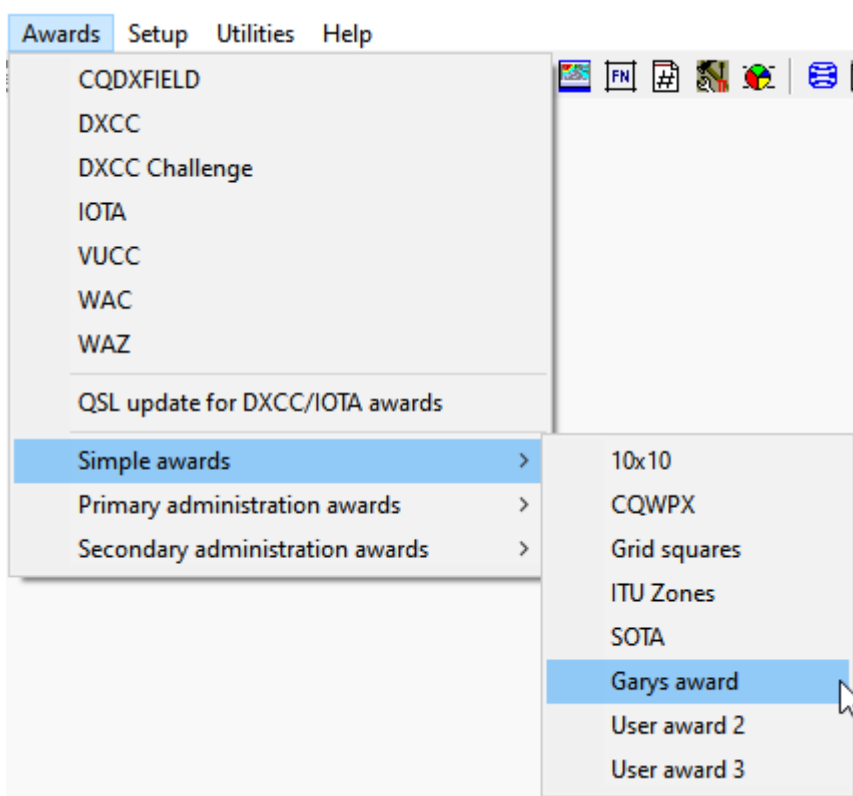 Awards Setup Utilities Help
FN #
CQDXFIELD
DXCC
DXCC Challenge
IOTA
VUCC
WAC
WAZ
QSL update for DXCC/IOTA awards
Simple awards
Primary administration awards
Secondary administration awards
10x10
CQWPX
Grid squares
ITU Zones
SOTA
Garys award
User award 2
User award 3